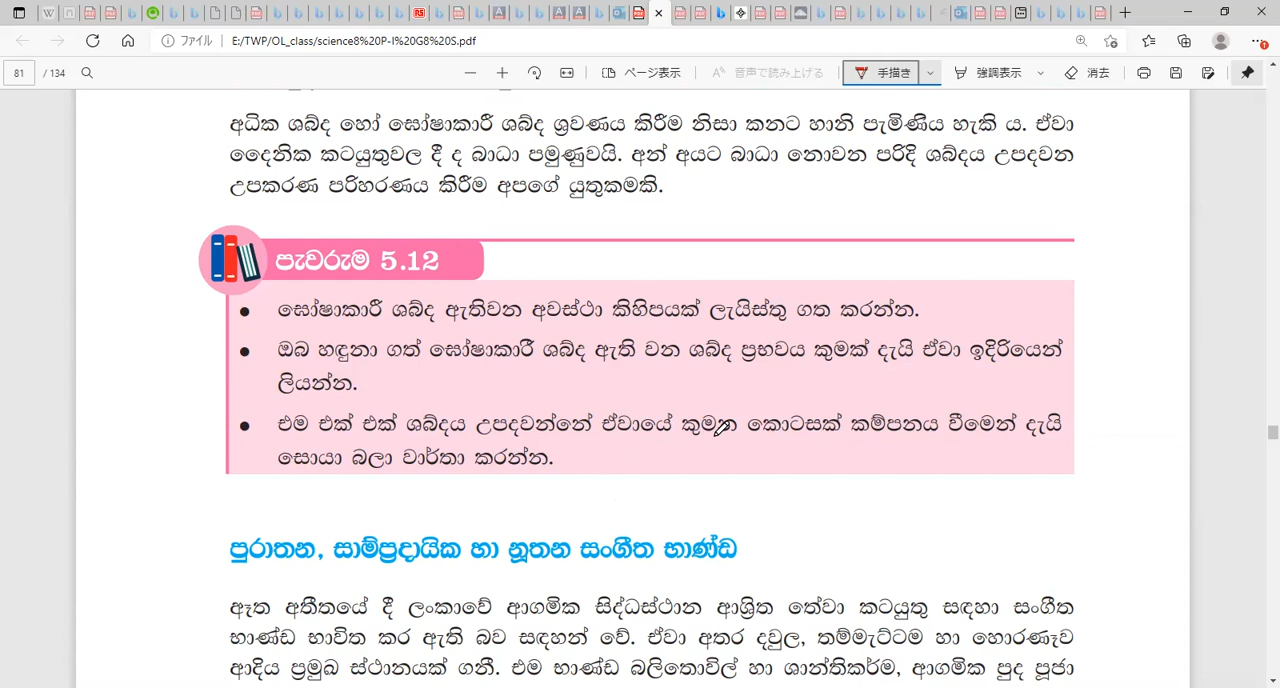 ファイル E:/TWP/OL_class/science8%20P-I%20G8%20S.pdf
81 / 134 ページ表示 音声で読み上げる 手描き 強調表示 消去
අධික ශබ්ද හෝ ඝෝෂාකාරී ශබ්ද ශ්‍රවණය කිරීම නිසා කනට හානි පැමිණිය හැකි ය. ඒවා
දෛනික කටයුතුවල දී ද බාධා පමුණුවයි. අන් අයට බාධා නොවන පරිදි ශබ්දය උපදවන
උපකරණ පරිහරණය කිරීම අපගේ යුතුකමකි.
පැවරුම 5.12
● ඝෝෂාකාරී ශබ්ද ඇතිවන අවස්ථා කිහිපයක් ලැයිස්තු ගත කරන්න.
● ඔබ හඳුනා ගත් ඝෝෂාකාරී ශබ්ද ඇති වන ශබ්ද ප්‍රභවය කුමක් දැයි ඒවා ඉදිරියෙන්
ලියන්න.
● එම එක් එක් ශබ්දය උපදවන්නේ ඒවායේ කුමන කොටසක් කම්පනය වීමෙන් දැයි
සොයා බලා වාර්තා කරන්න.
පුරාතන, සාම්ප්‍රදායික හා නූතන සංගීත භාණ්ඩ
ඈත අතීතයේ දී ලංකාවේ ආගමික සිද්ධස්ථාන ආශ්‍රිත තේවා කටයුතු සඳහා සංගීත
භාණ්ඩ භාවිත කර ඇති බව සඳහන් වේ. ඒවා අතර දවුල, තම්මැට්ටම හා හොරණෑව
ආදිය ප්‍රමුඛ ස්ථානයක් ගනී. එම භාණ්ඩ බලිතොවිල් හා ශාන්තිකර්ම, ආගමික පුද පූජා